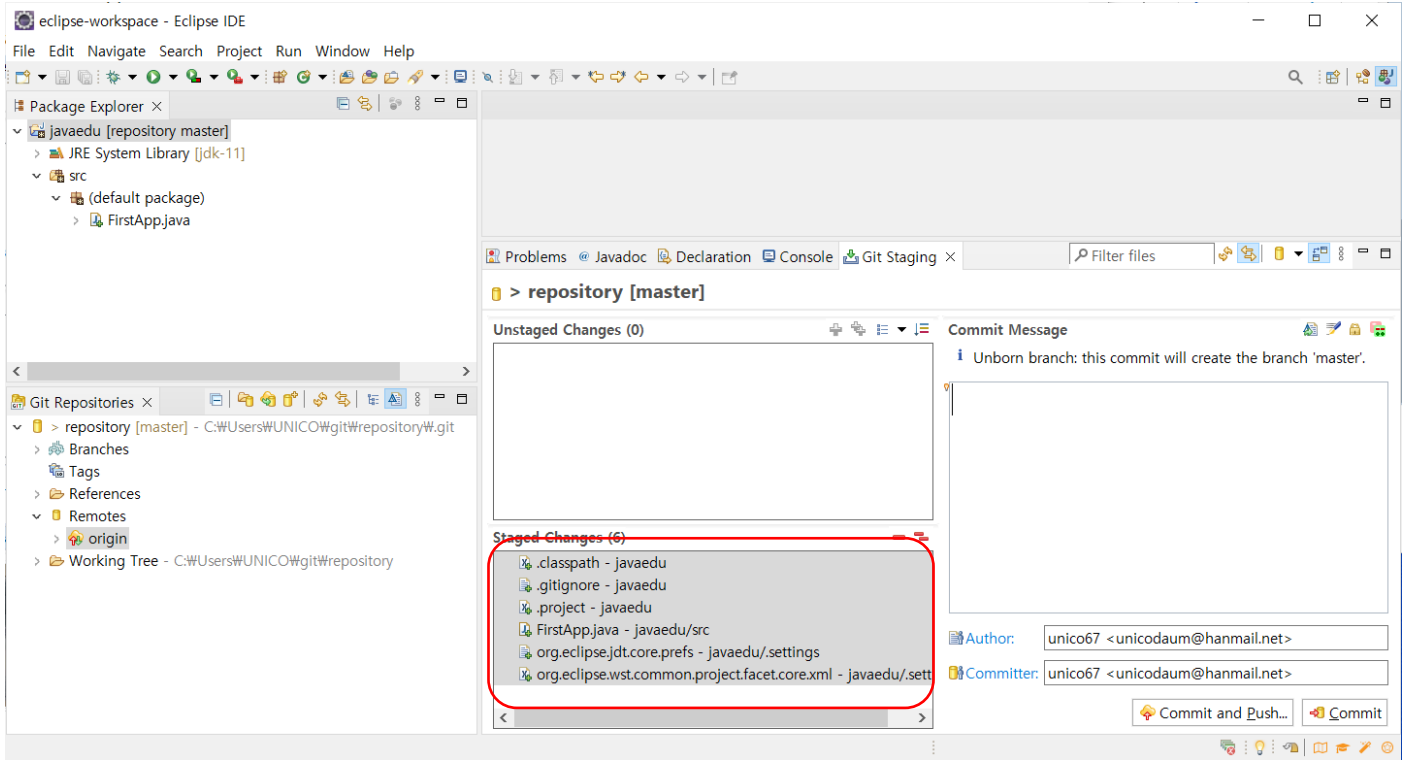 eclipse-workspace - Eclipse IDE
File Edit Navigate Search Project Run Window Help
Package Explorer
javaedu [repository master]
JRE System Library [jdk-11]
src
(default package)
FirstApp.java
Git Repositories
> repository [master] - C:₩Users₩UNICO₩git₩repository₩.git
Branches
Tags
References
Remotes
origin
Working Tree - C:₩Users₩UNICO₩git₩repository
Problems @ Javadoc Declaration Console Git Staging
Filter files
> repository [master]
Unstaged Changes (0)
Staged Changes (6)
.classpath - javaedu
.gitignore - javaedu
.project - javaedu
FirstApp.java - javaedu/src
org.eclipse.jdt.core.prefs - javaedu/.settings
org.eclipse.wst.common.project.facet.core.xml - javaedu/.sett
Commit Message
Unborn branch: this commit will create the branch 'master'.
Author: unico67 <unicodaum@hanmail.net>
Committer: unico67 <unicodaum@hanmail.net>
Commit and Push... Commit